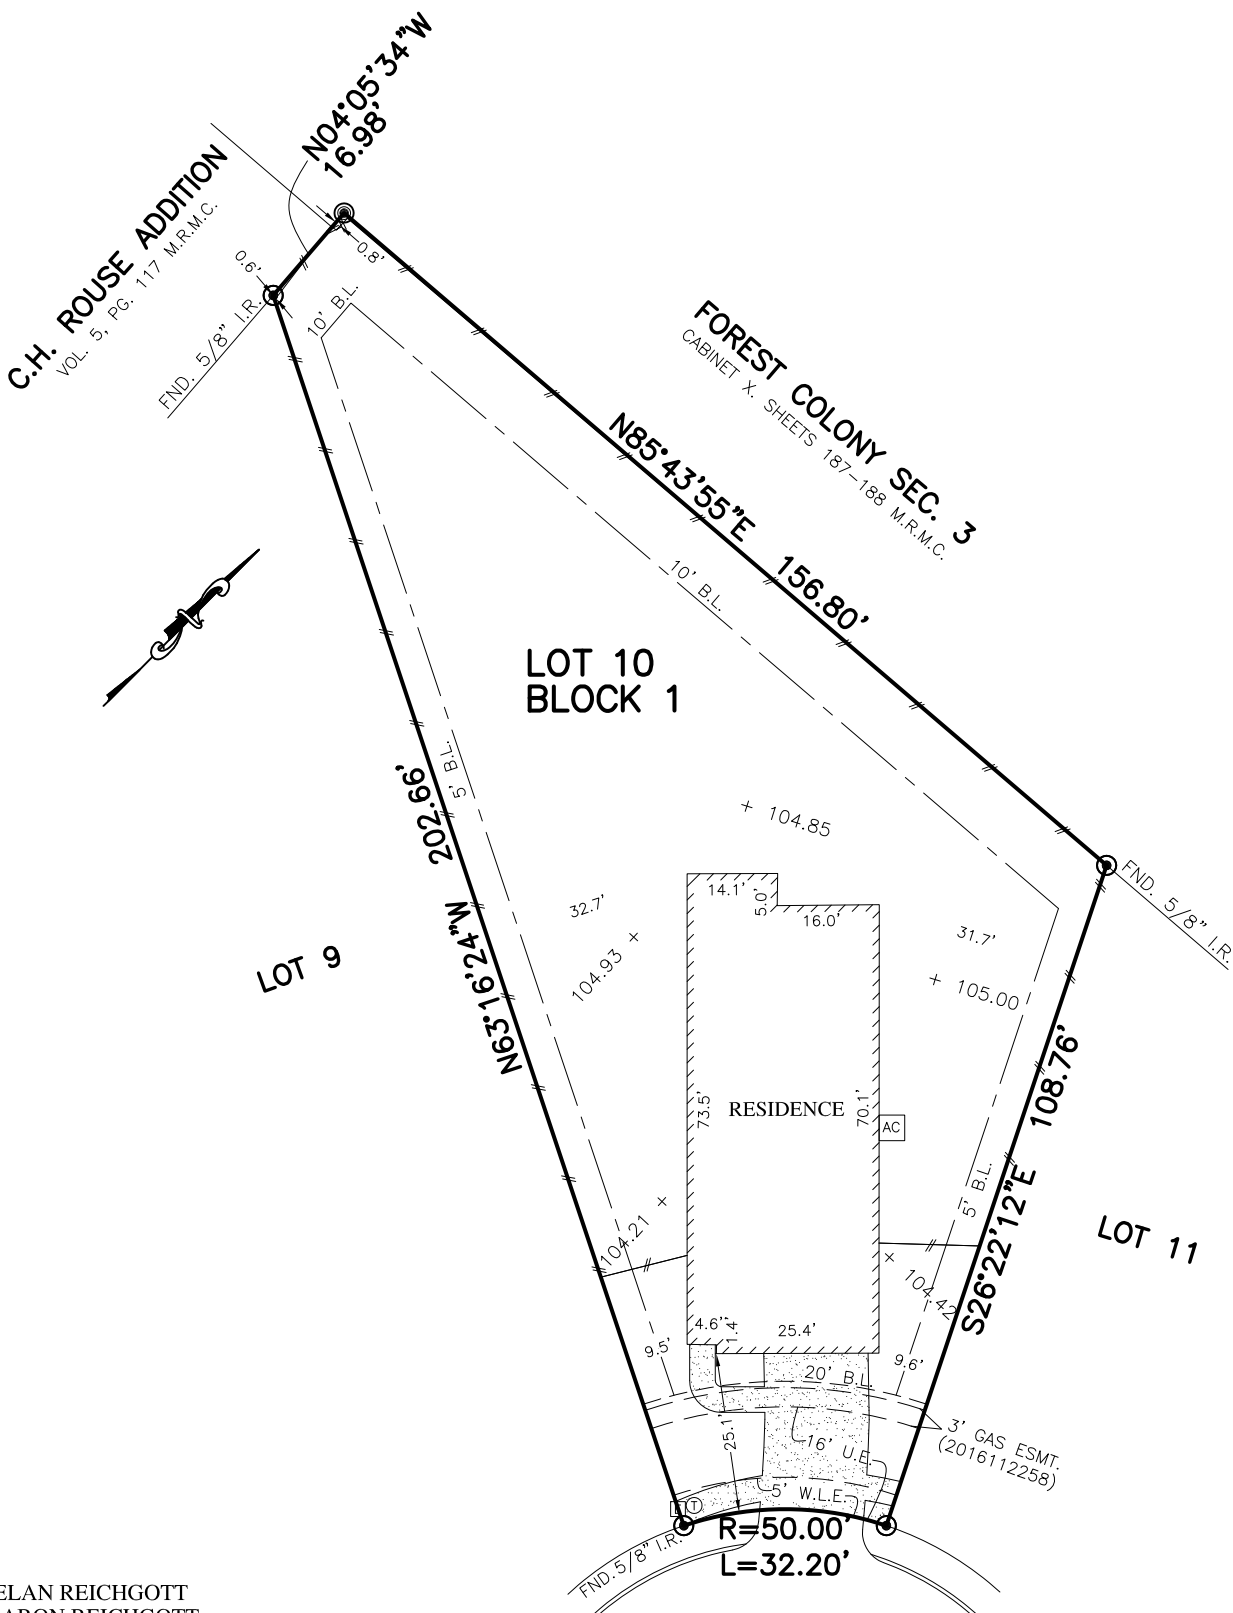 N04°05'34"W
16.98'
C.H. ROUSE ADDITION
VOL. 5, PG. 117 M.R.M.C.
0.6'
0.8'
FND. 5/8" I.R.
10' B.L.
FOREST COLONY SEC. 3
CABINET X. SHEETS 187-188 M.R.M.C.
N85°43'55"E 156.80'
10' B.L.
LOT 10
BLOCK 1
5' B.L.
N63°16'24"W 202.66'
104.85
FND. 5/8" I.R.
14.1'
5.0'
16.0'
32.7'
31.7'
104.93
105.00
LOT 9
73.5'
RESIDENCE
70.1'
AC
S26°22'12"E 108.76'
5' B.L.
LOT 11
104.21
104.42
4.6'
1.4'
25.4'
9.5'
9.6'
20' B.L.
25.1'
16' U.E.
3' GAS ESMT.
(2016112258)
5' W.L.E.
T
R=50.00'
L=32.20'
FND.5/8" I.R.
ELAN REICHGOTT
ARON REICHGOTT